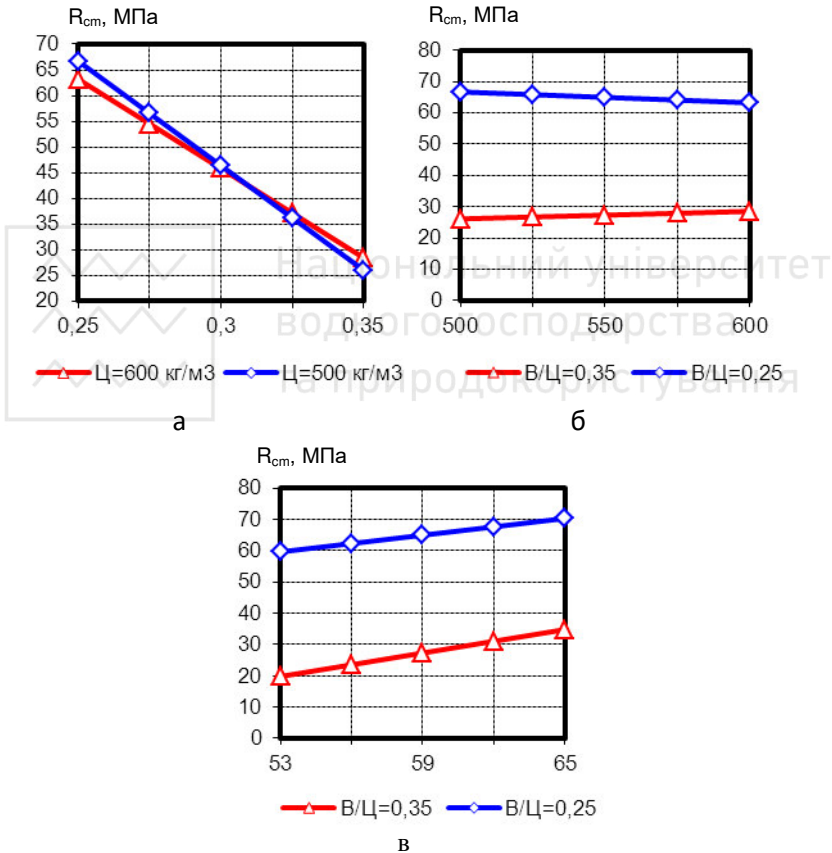 R_cm, МПа R_cm, МПа
70
65
60
55
50
45
40
35
30
25
20
0,25 0,3 0,35
80
70
60
50
40
30
20
10
0
500 550 600
Національний університет
водного господарства
та природокористування
Ц=600 кг/м3 Ц=500 кг/м3
В/Ц=0,35 В/Ц=0,25
а б
R_cm, МПа
80
70
60
50
40
30
20
10
0
53 59 65
В/Ц=0,35 В/Ц=0,25
в